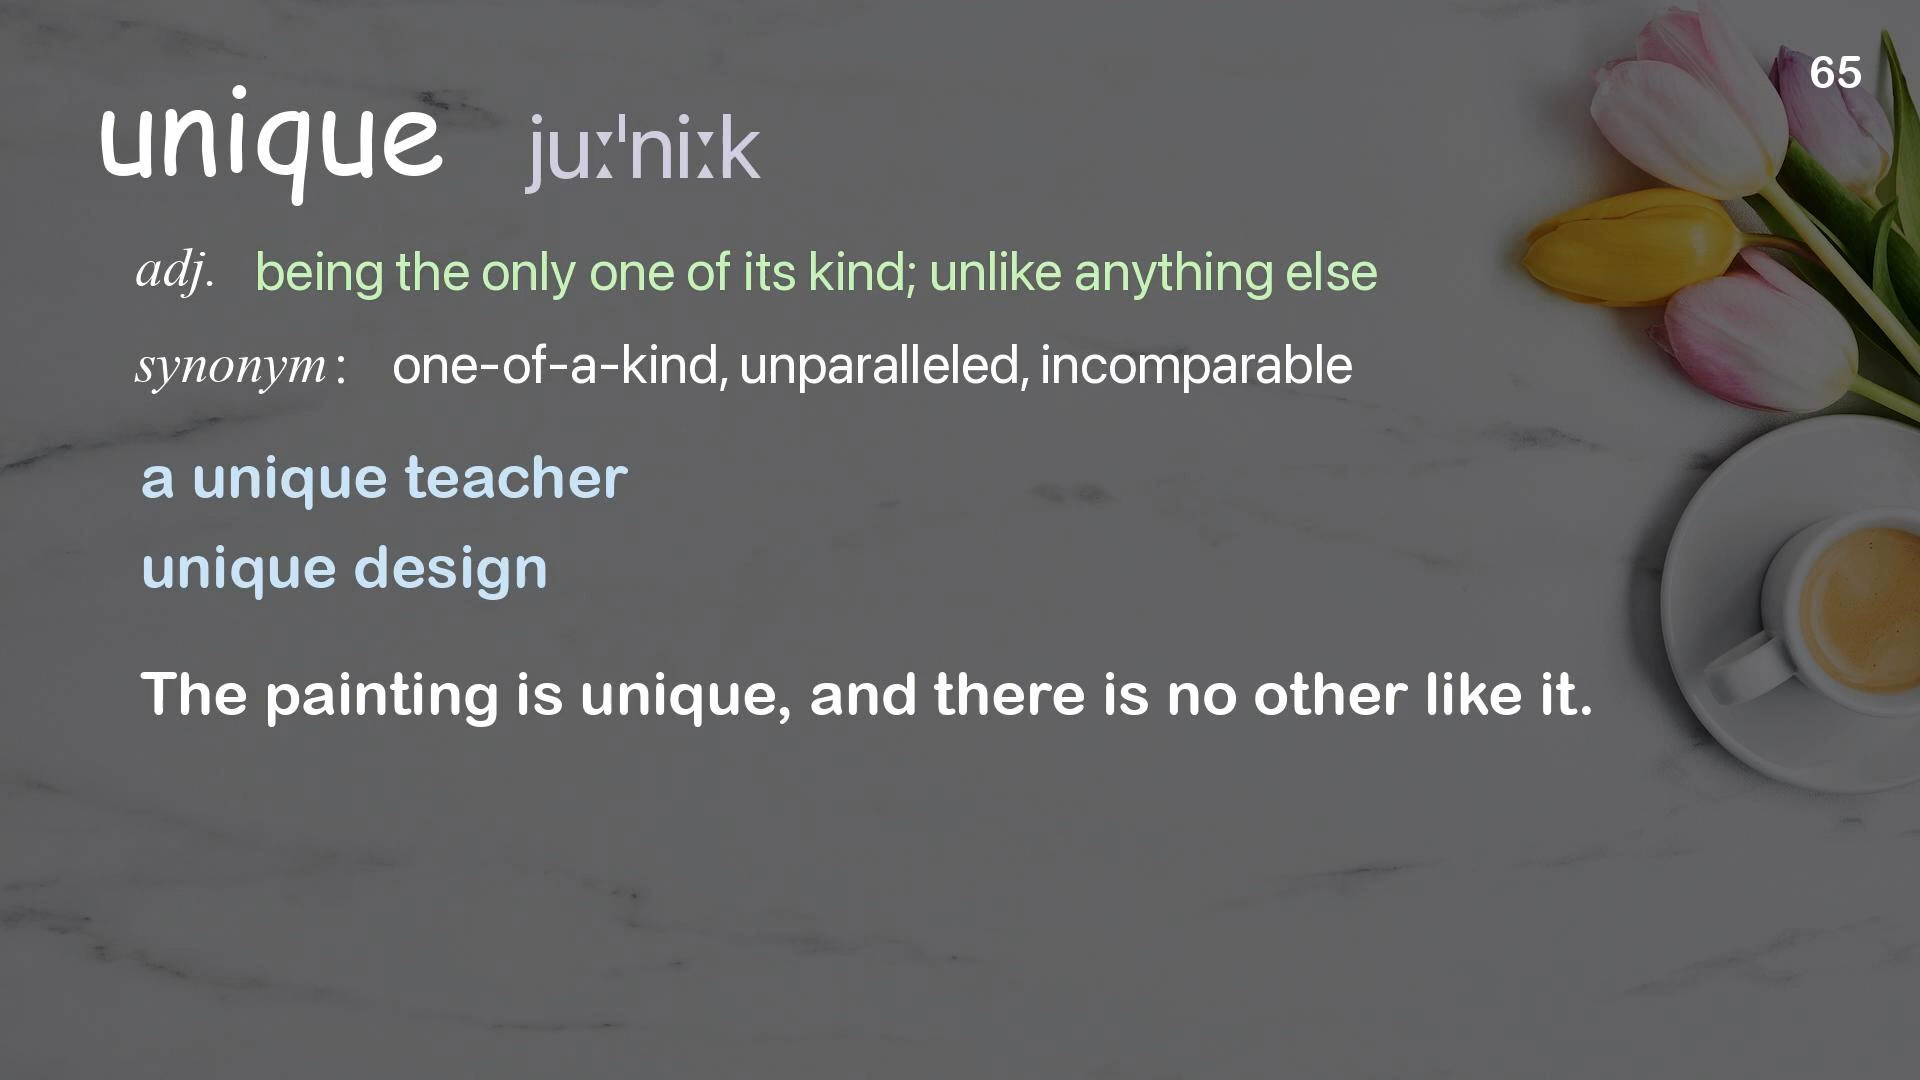 65
unique juːˈniːk
adj. being the only one of its kind; unlike anything else
synonym: one-of-a-kind, unparalleled, incomparable
a unique teacher
unique design
The painting is unique, and there is no other like it.